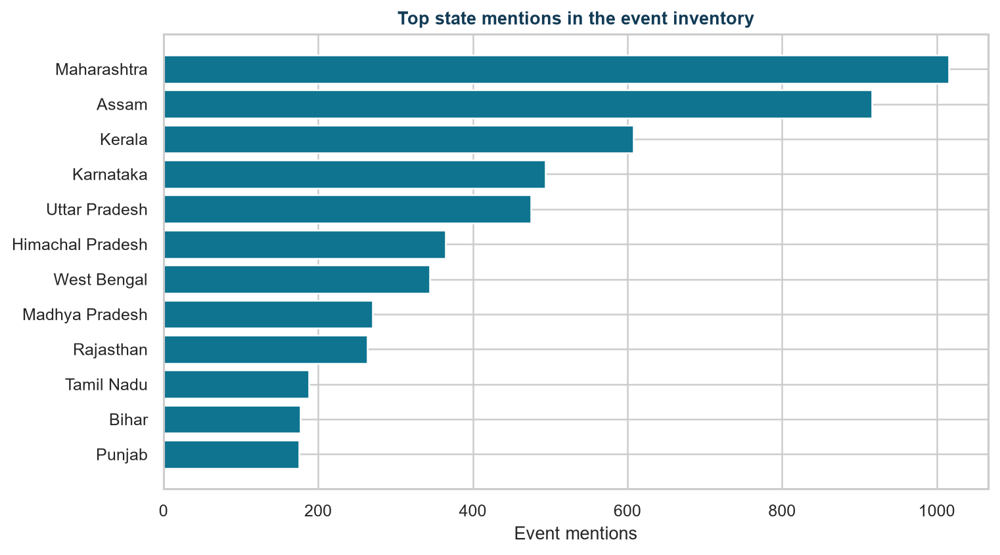 Top state mentions in the event inventory
Maharashtra
Assam
Kerala
Karnataka
Uttar Pradesh
Himachal Pradesh
West Bengal
Madhya Pradesh
Rajasthan
Tamil Nadu
Bihar
Punjab
0 200 400 600 800 1000
Event mentions